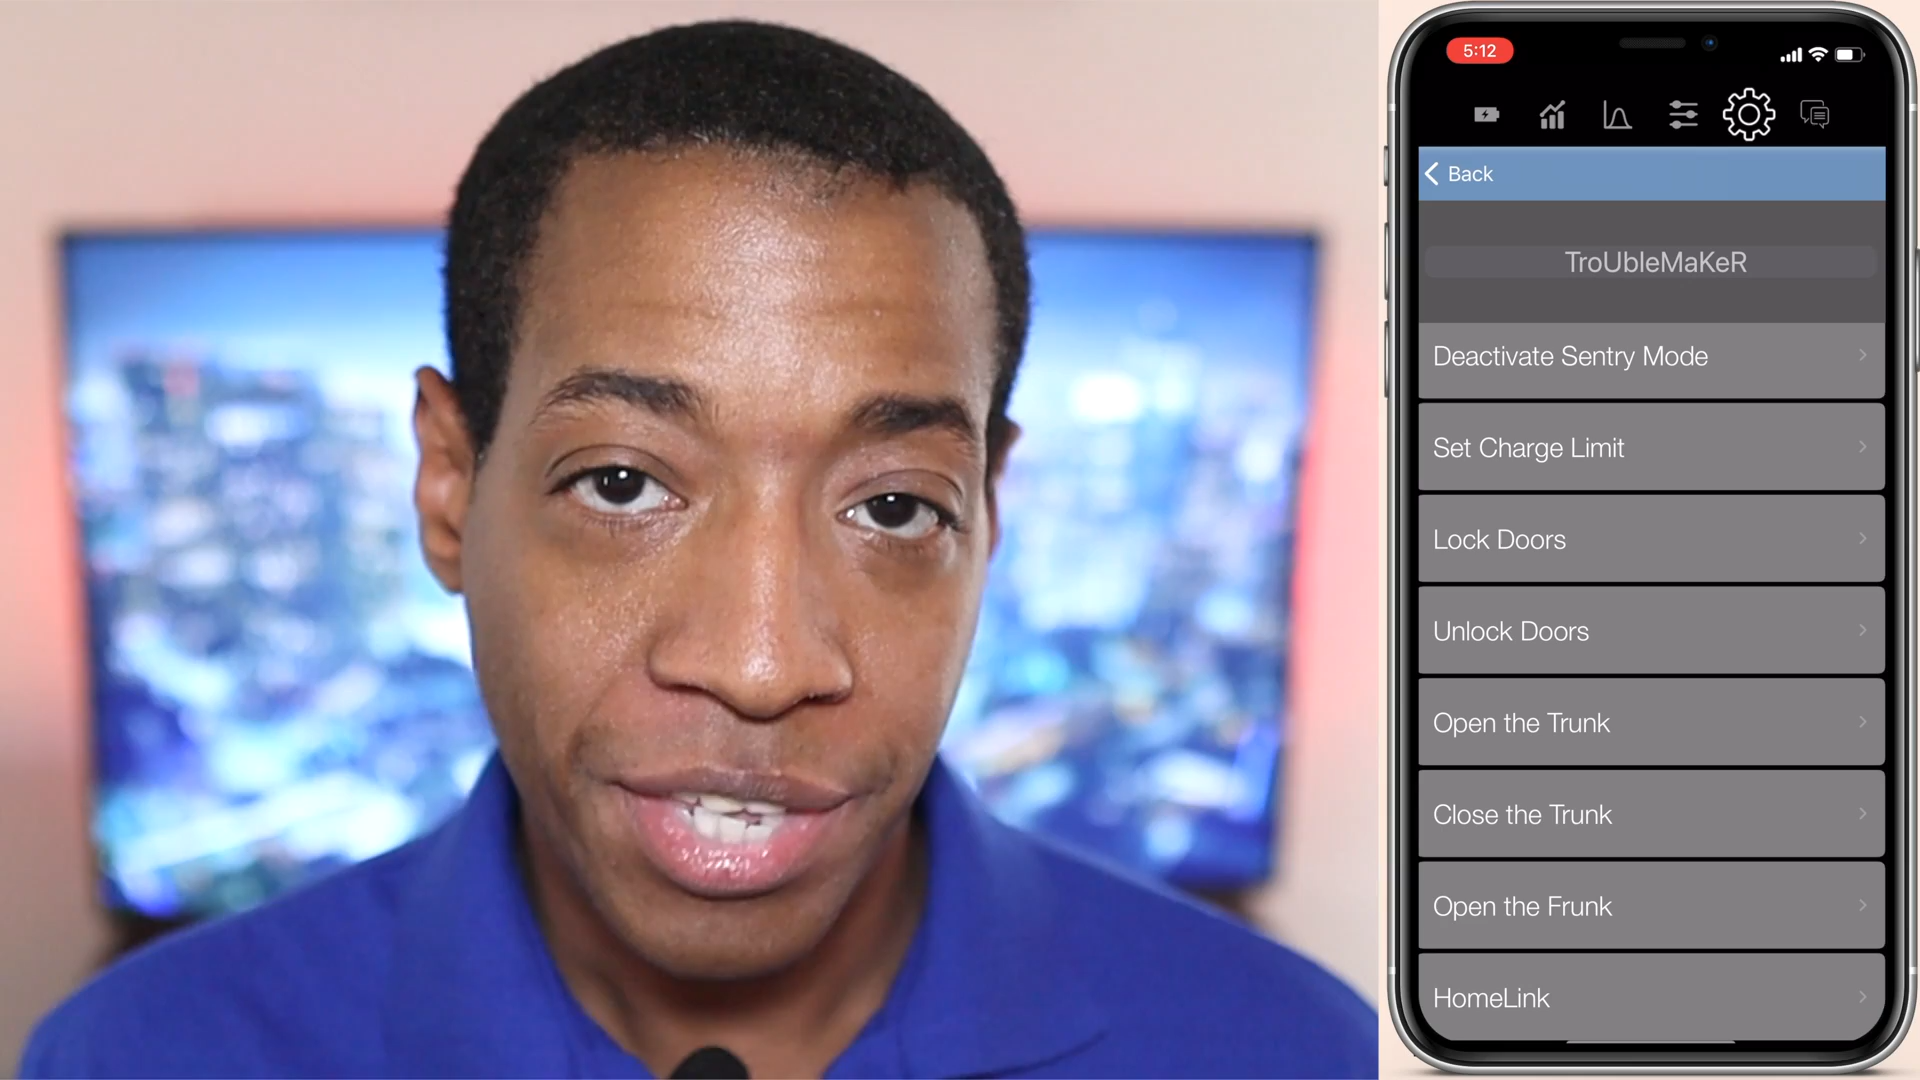 5:12
Back
TroUbleMaKeR
Deactivate Sentry Mode
Set Charge Limit
Lock Doors
Unlock Doors
Open the Trunk
Close the Trunk
Open the Frunk
HomeLink